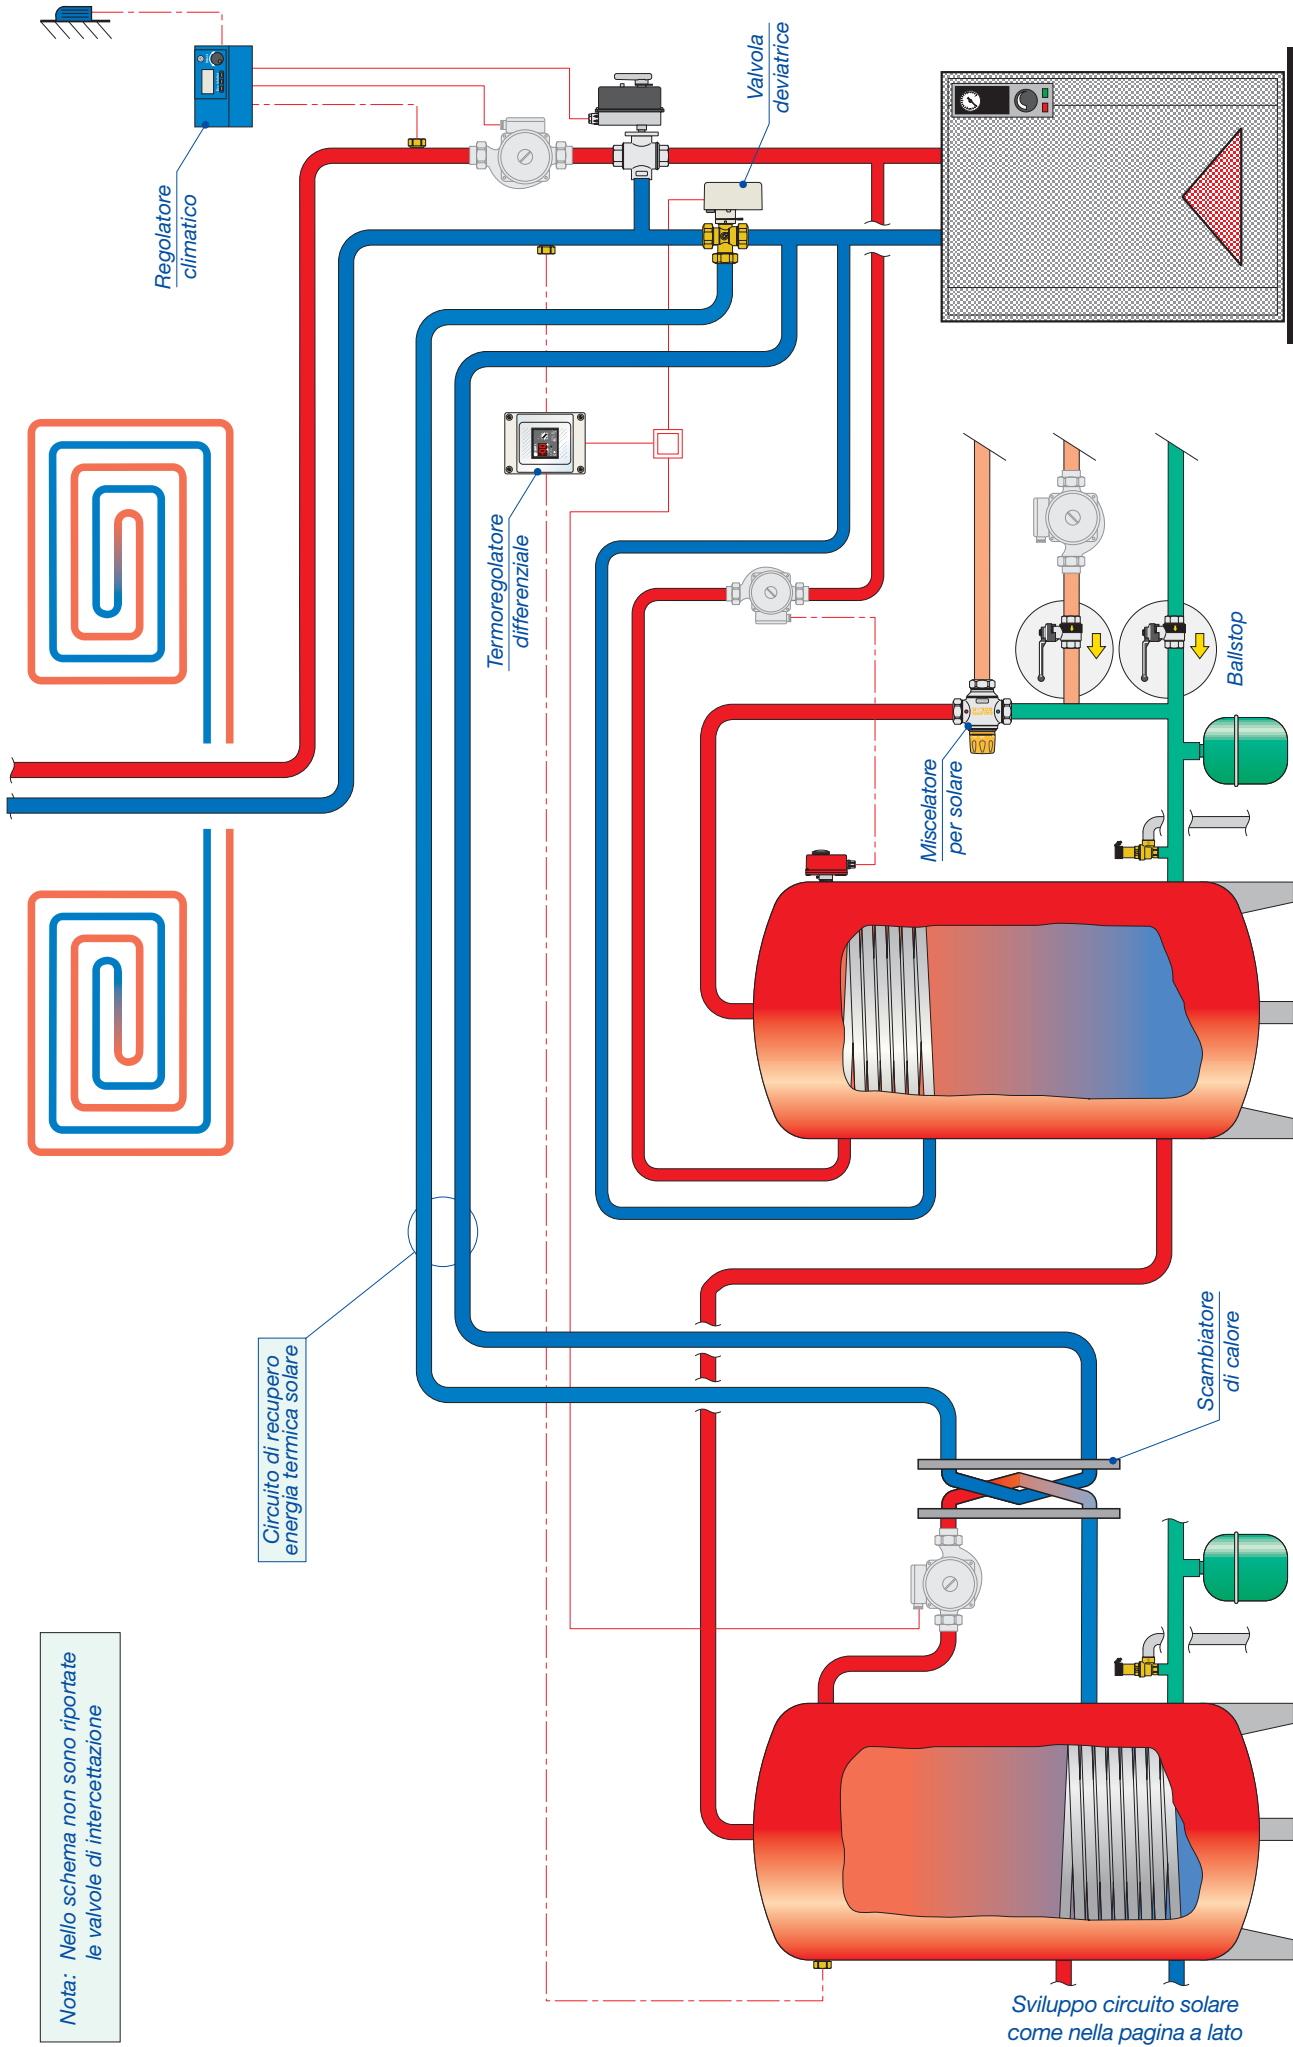 Nota: Nello schema non sono riportate
le valvole di intercettazione
Circuito di recupero
energia termica solare
Regolatore
climatico
Valvola
deviatrice
Termoregolatore
differenziale
Miscelatore
per solare
Ballstop
Scambiatore
di calore
Sviluppo circuito solare
come nella pagina a lato